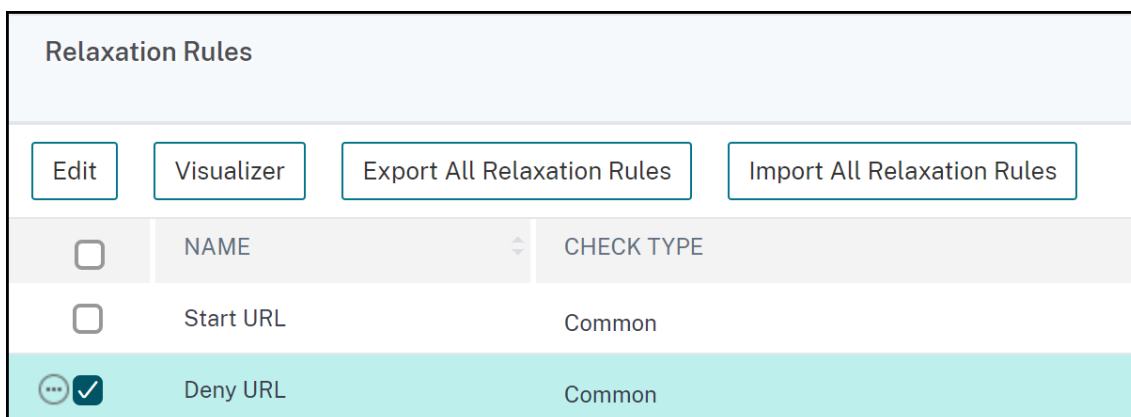 Relaxation Rules
Edit Visualizer Export All Relaxation Rules Import All Relaxation Rules
NAME CHECK TYPE
Start URL Common
Deny URL Common